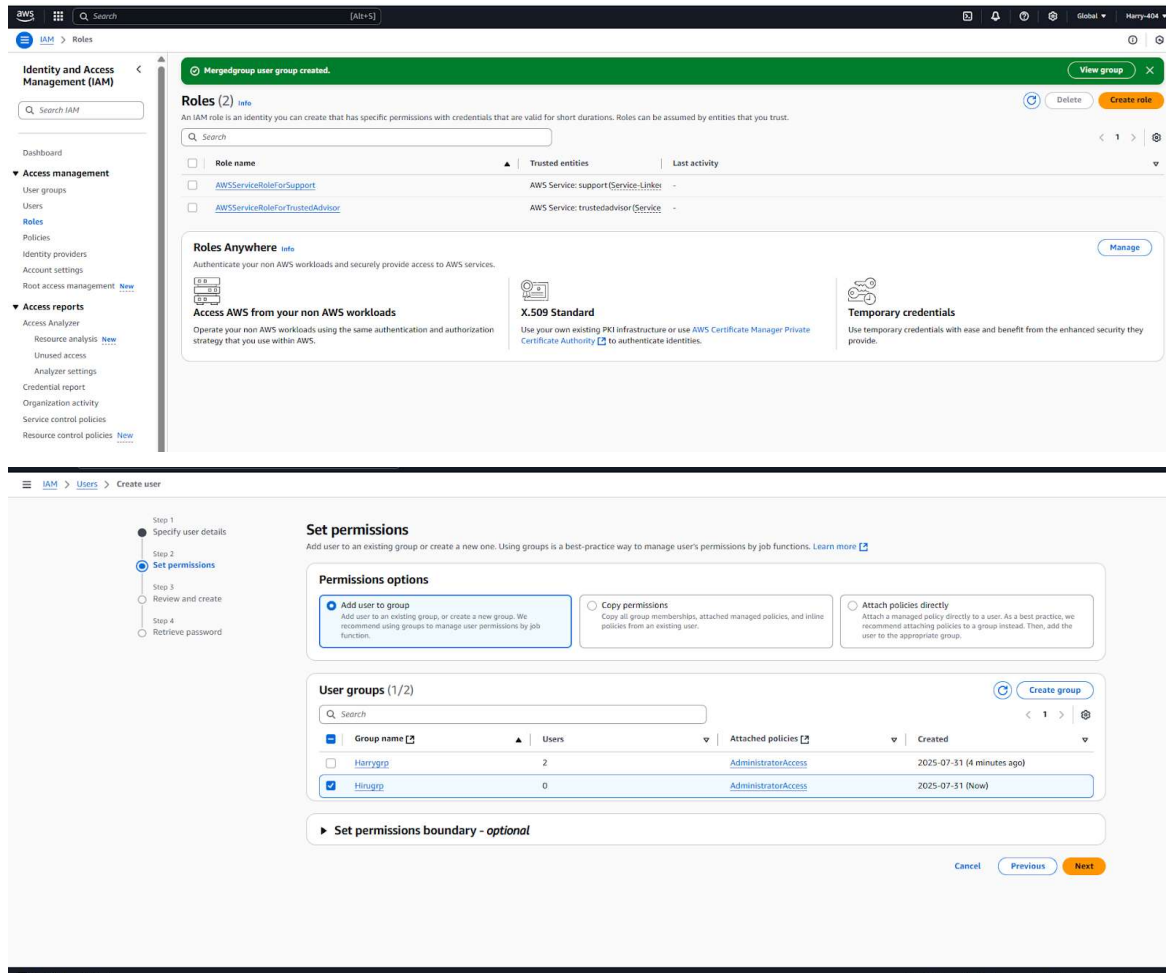 aws
Search [Alt+S] Global Harry-404
IAM > Roles
Identity and Access Management (IAM)
Search IAM
Dashboard
Access management
User groups
Users
Roles
Policies
Identity providers
Account settings
Root access management New
Access reports
Access Analyzer
Resource analysis New
Unused access
Analyzer settings
Credential report
Organization activity
Service control policies
Resource control policies New
Mergedgroup user group created. View group
Roles (2) Info Delete Create role
An IAM role is an identity you can create that has specific permissions with credentials that are valid for short durations. Roles can be assumed by entities that you trust.
Search
1
Role name Trusted entities Last activity
AWSServiceRoleForSupport AWS Service: support (Service-Linked -
AWSServiceRoleForTrustedAdvisor AWS Service: trustedadvisor (Service -
Roles Anywhere Info Manage
Authenticate your non AWS workloads and securely provide access to AWS services.
Access AWS from your non AWS workloads
Operate your non AWS workloads using the same authentication and authorization
strategy that you use within AWS.
X.509 Standard
Use your own existing PKI infrastructure or use AWS Certificate Manager Private
Certificate Authority to authenticate identities.
Temporary credentials
Use temporary credentials with ease and benefit from the enhanced security they
provide.
IAM > Users > Create user
Step 1
Specify user details
Step 2
Set permissions
Step 3
Review and create
Step 4
Retrieve password
Set permissions
Add user to an existing group or create a new one. Using groups is a best-practice way to manage user's permissions by job functions. Learn more
Permissions options
Add user to group
Add user to an existing group, or create a new group. We
recommend using groups to manage user permissions by job
function.
Copy permissions
Copy all group memberships, attached managed policies, and inline
policies from an existing user.
Attach policies directly
Attach a managed policy directly to a user. As a best practice, we
recommend attaching policies to a group instead. Then, add the
user to the appropriate group.
User groups (1/2) Create group
Search
1
Group name Users Attached policies Created
Harrygrp 2 AdministratorAccess 2025-07-31 (4 minutes ago)
Hirugrp 0 AdministratorAccess 2025-07-31 (Now)
Set permissions boundary - optional
Cancel Previous Next